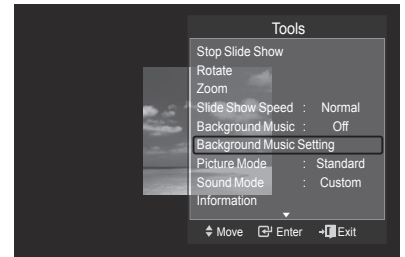 Tools
Stop Slide Show
Rotate
Zoom
Slide Show Speed : Normal
Background Music : Off
Background Music Setting
Picture Mode : Standard
Sound Mode : Custom
Information
Move Enter Exit